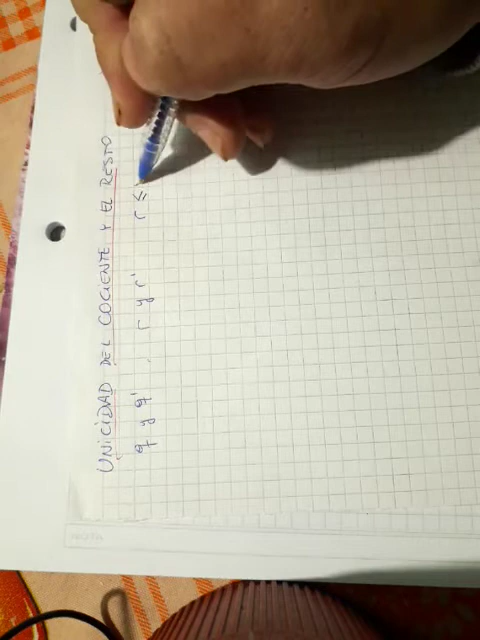 UNICIDAD DEL COCIENTE Y EL RESTO
q y q' , r y r' r ≤